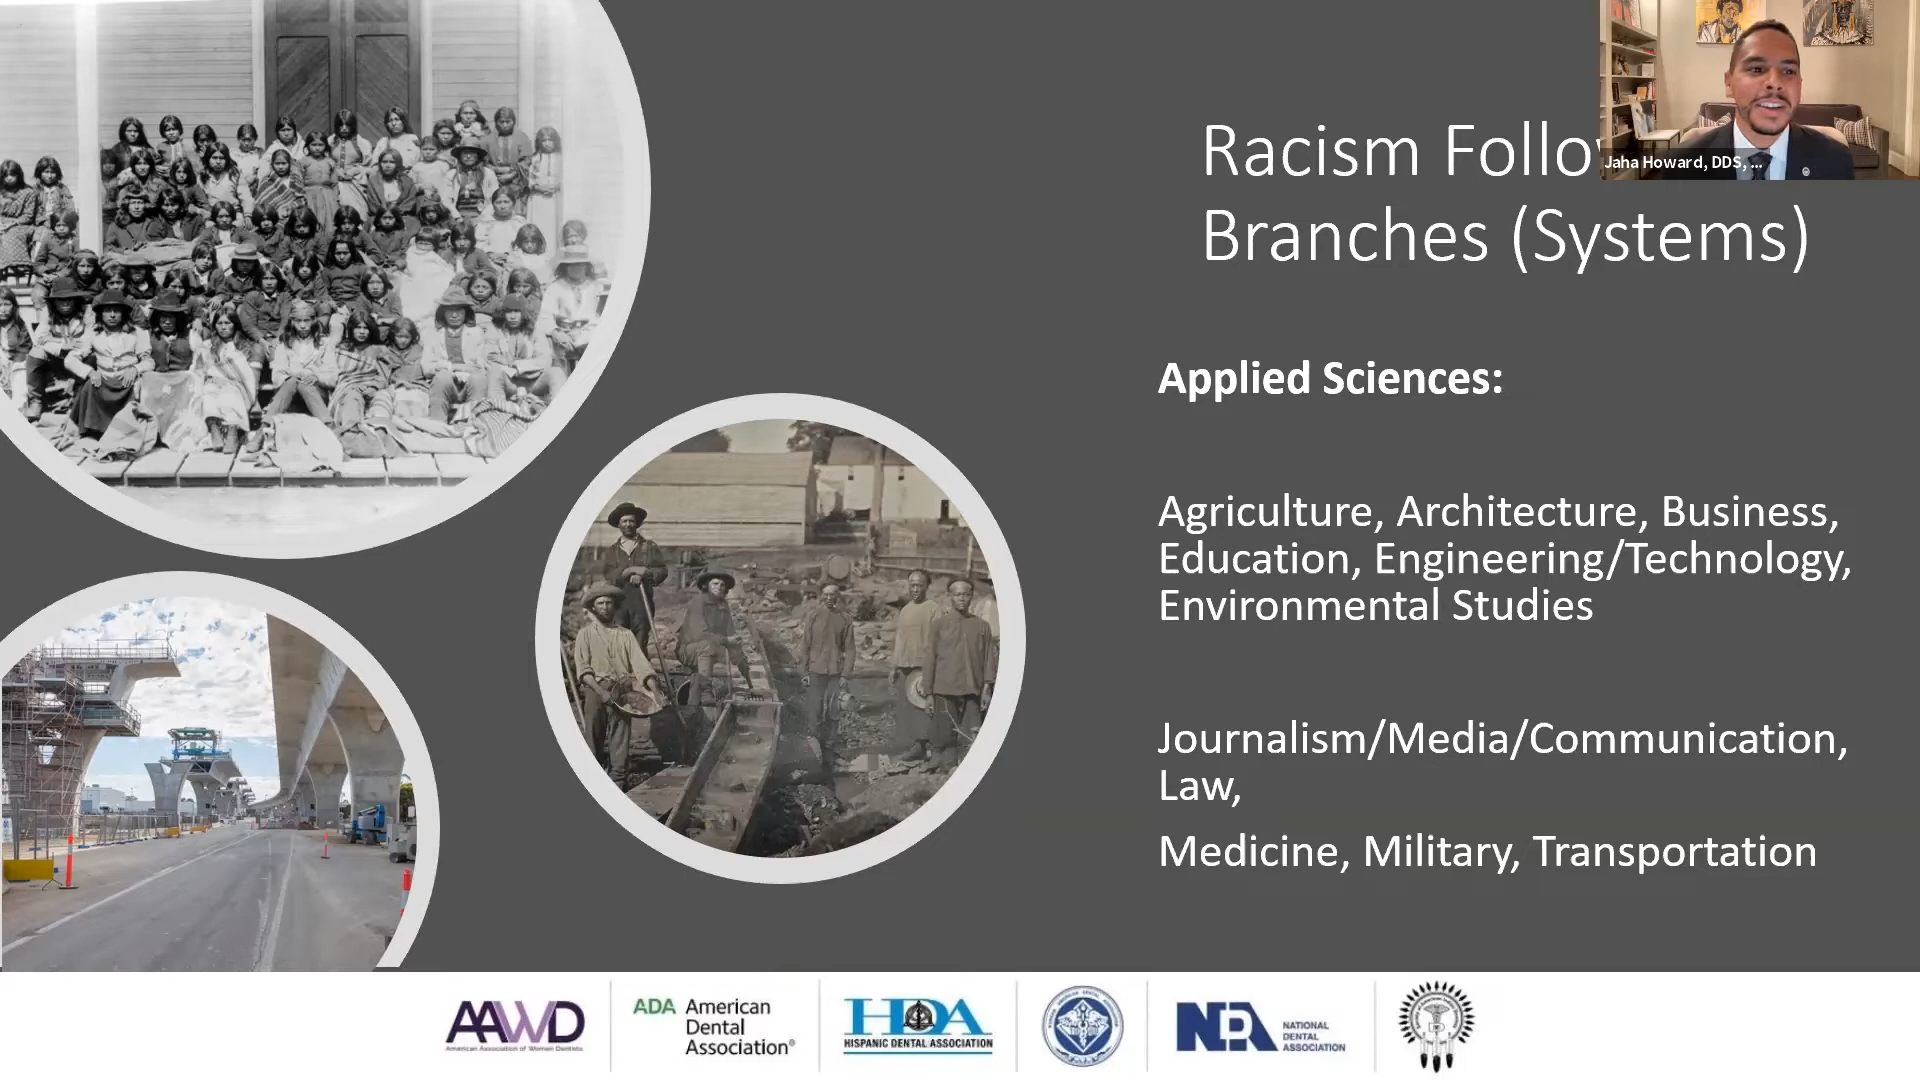 Racism Follo
Jaha Howard, DDS, ...
Branches (Systems)
Applied Sciences:
Agriculture, Architecture, Business,
Education, Engineering/Technology,
Environmental Studies
Journalism/Media/Communication,
Law,
Medicine, Military, Transportation
AAWD
American Association of Women Dentists
ADA American
Dental
Association®
HDA
HISPANIC DENTAL ASSOCIATION
NDA
NATIONAL
DENTAL
ASSOCIATION